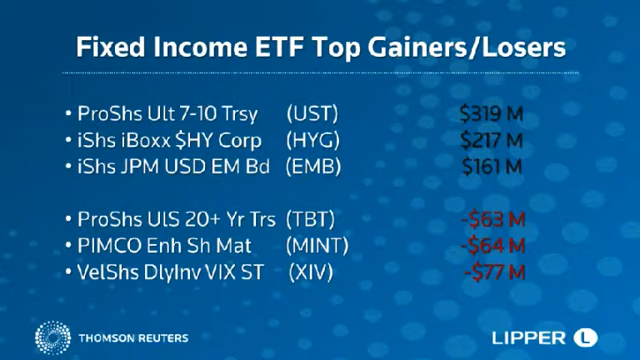 Fixed Income ETF Top Gainers/Losers
• ProShs Ult 7-10 Trsy (UST) $319 M
• iShs iBoxx $HY Corp (HYG) $217 M
• iShs JPM USD EM Bd (EMB) $161 M
• ProShs UlS 20+ Yr Trs (TBT) -$63 M
• PIMCO Enh Sh Mat (MINT) -$64 M
• VelShs DlyInv VIX ST (XIV) -$77 M
THOMSON REUTERS LIPPER L